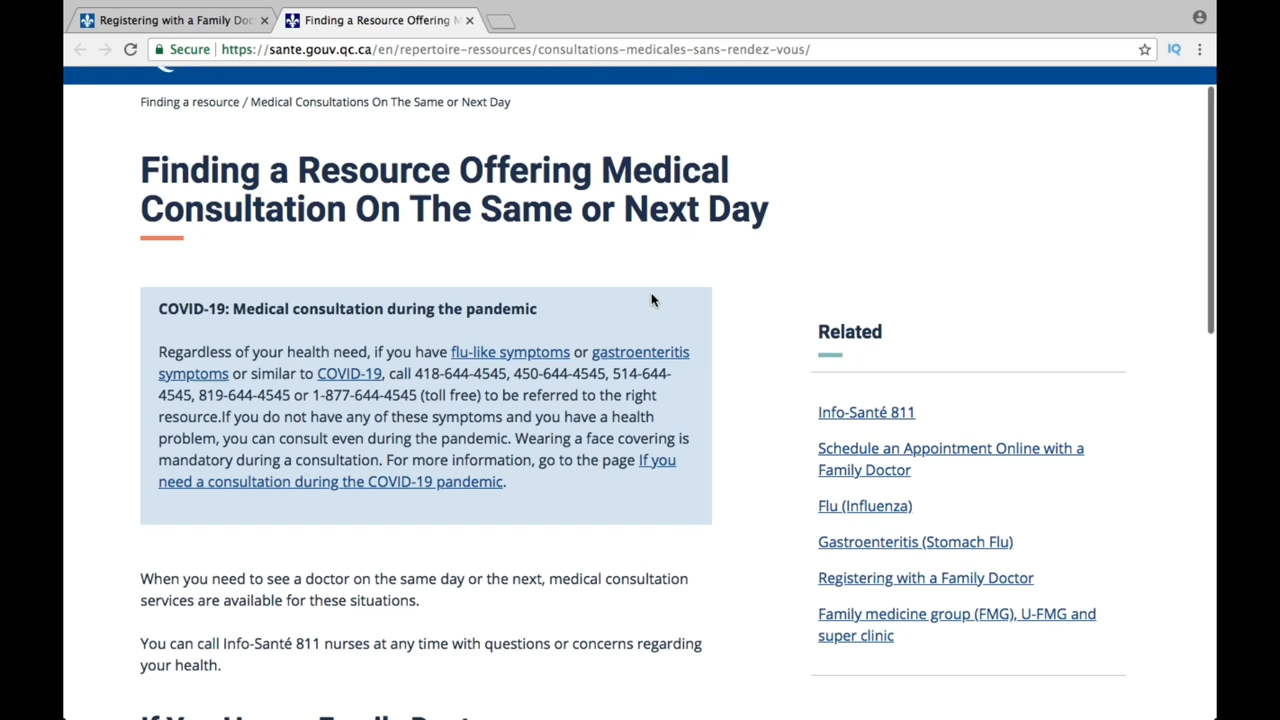 Registering with a Family Doc
Finding a Resource Offering M
Secure
https://sante.gouv.qc.ca/en/repertoire-ressources/consultations-medicales-sans-rendez-vous/
IQ
Finding a resource / Medical Consultations On The Same or Next Day
Finding a Resource Offering Medical
Consultation On The Same or Next Day
COVID-19: Medical consultation during the pandemic
Regardless of your health need, if you have flu-like symptoms or gastroenteritis
symptoms or similar to COVID-19, call 418-644-4545, 450-644-4545, 514-644-
4545, 819-644-4545 or 1-877-644-4545 (toll free) to be referred to the right
resource.If you do not have any of these symptoms and you have a health
problem, you can consult even during the pandemic. Wearing a face covering is
mandatory during a consultation. For more information, go to the page If you
need a consultation during the COVID-19 pandemic.
When you need to see a doctor on the same day or the next, medical consultation
services are available for these situations.
You can call Info-Santé 811 nurses at any time with questions or concerns regarding
your health.
Related
Info-Santé 811
Schedule an Appointment Online with a
Family Doctor
Flu (Influenza)
Gastroenteritis (Stomach Flu)
Registering with a Family Doctor
Family medicine group (FMG), U-FMG and
super clinic